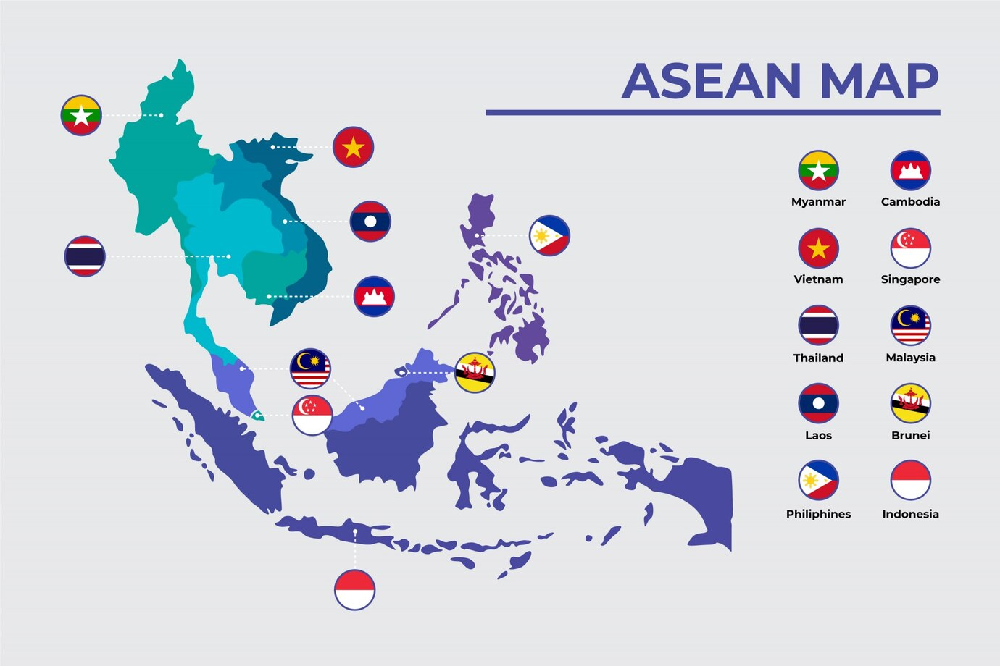 ASEAN MAP
Myanmar
Cambodia
Vietnam
Singapore
Thailand
Malaysia
Laos
Brunei
Philiphines
Indonesia